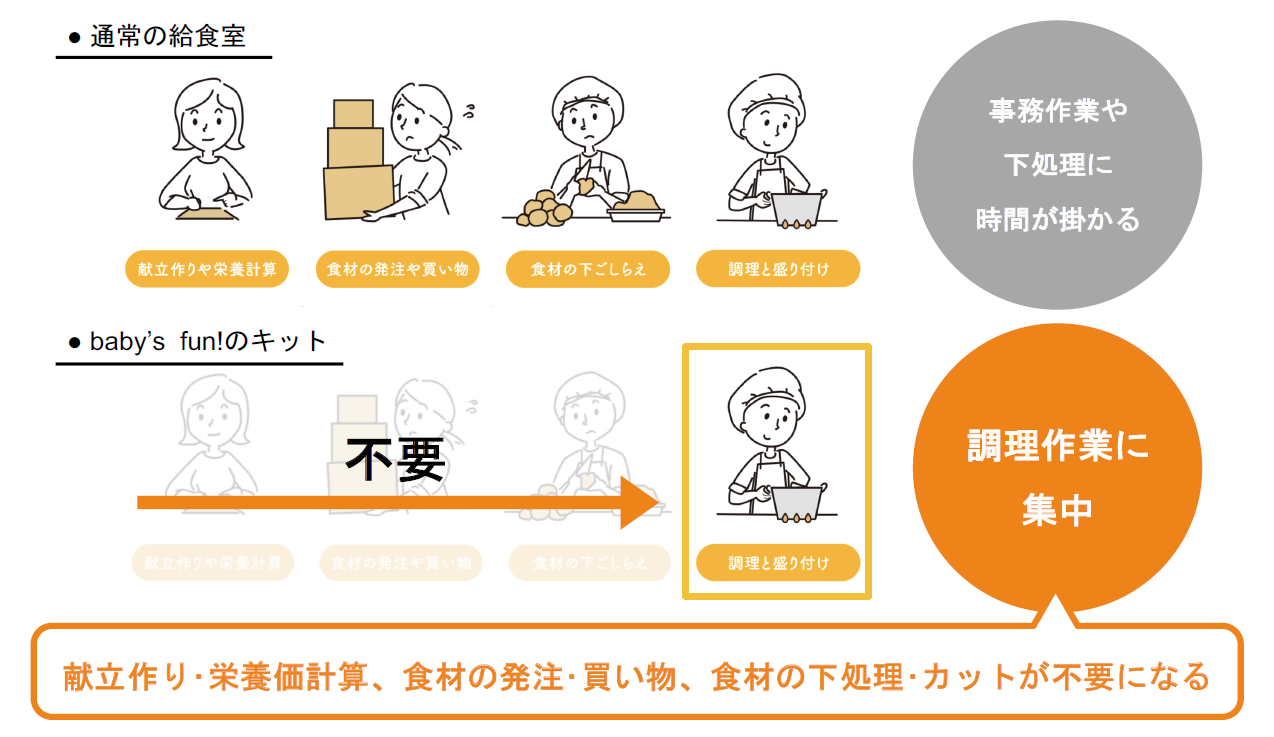 ● 通常の給食室
事務作業や
下処理に
時間が掛かる
献立作りや栄養計算
食材の発注や買い物
食材の下ごしらえ
調理と盛り付け
● baby’s fun!のキット
不要
献立作りや栄養計算
食材の発注や買い物
食材の下ごしらえ
調理と盛り付け
調理作業に
集中
献立作り・栄養価計算、食材の発注・買い物、食材の下処理・カットが不要になる